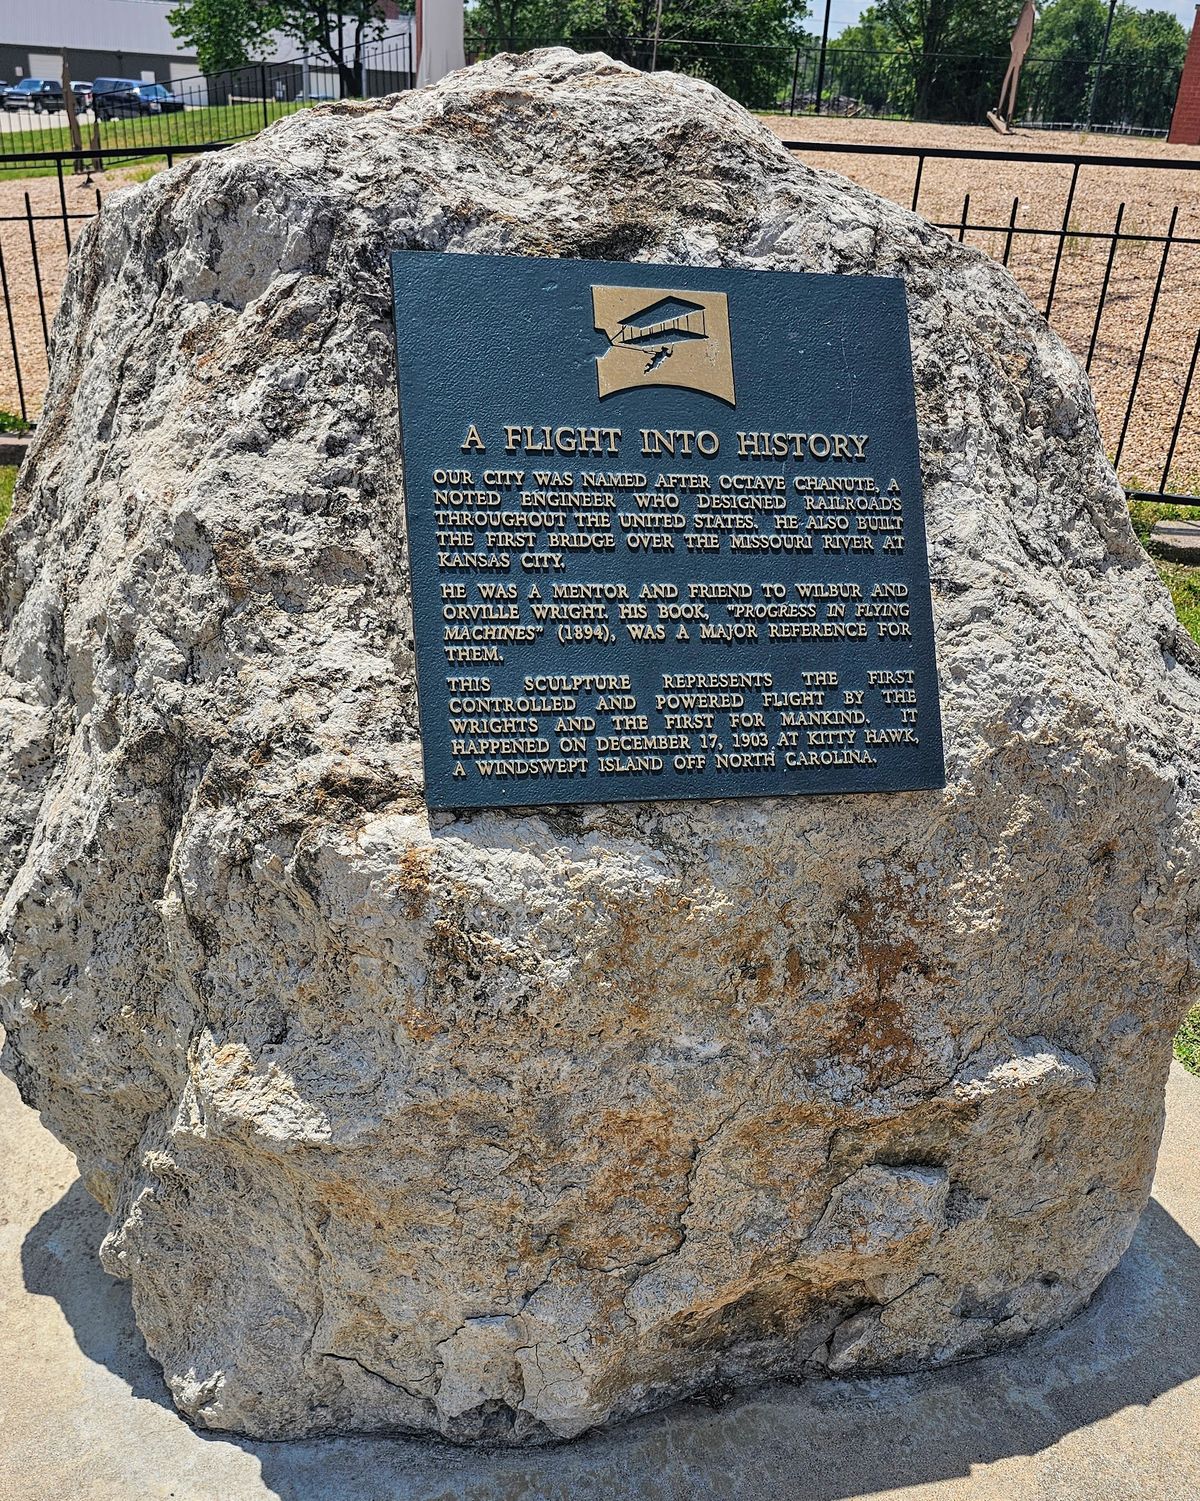 A FLIGHT INTO HISTORY
OUR CITY WAS NAMED AFTER OCTAVE CHANUTE, A
NOTED ENGINEER WHO DESIGNED RAILROADS
THROUGHOUT THE UNITED STATES. HE ALSO BUILT
THE FIRST BRIDGE OVER THE MISSOURI RIVER AT
KANSAS CITY.
HE WAS A MENTOR AND FRIEND TO WILBUR AND
ORVILLE WRIGHT. HIS BOOK, "PROGRESS IN FLYING
MACHINES" (1894), WAS A MAJOR REFERENCE FOR
THEM.
THIS SCULPTURE REPRESENTS THE FIRST
CONTROLLED AND POWERED FLIGHT BY THE
WRIGHTS AND THE FIRST FOR MANKIND. IT
HAPPENED ON DECEMBER 17, 1903 AT KITTY HAWK,
A WINDSWEPT ISLAND OFF NORTH CAROLINA.